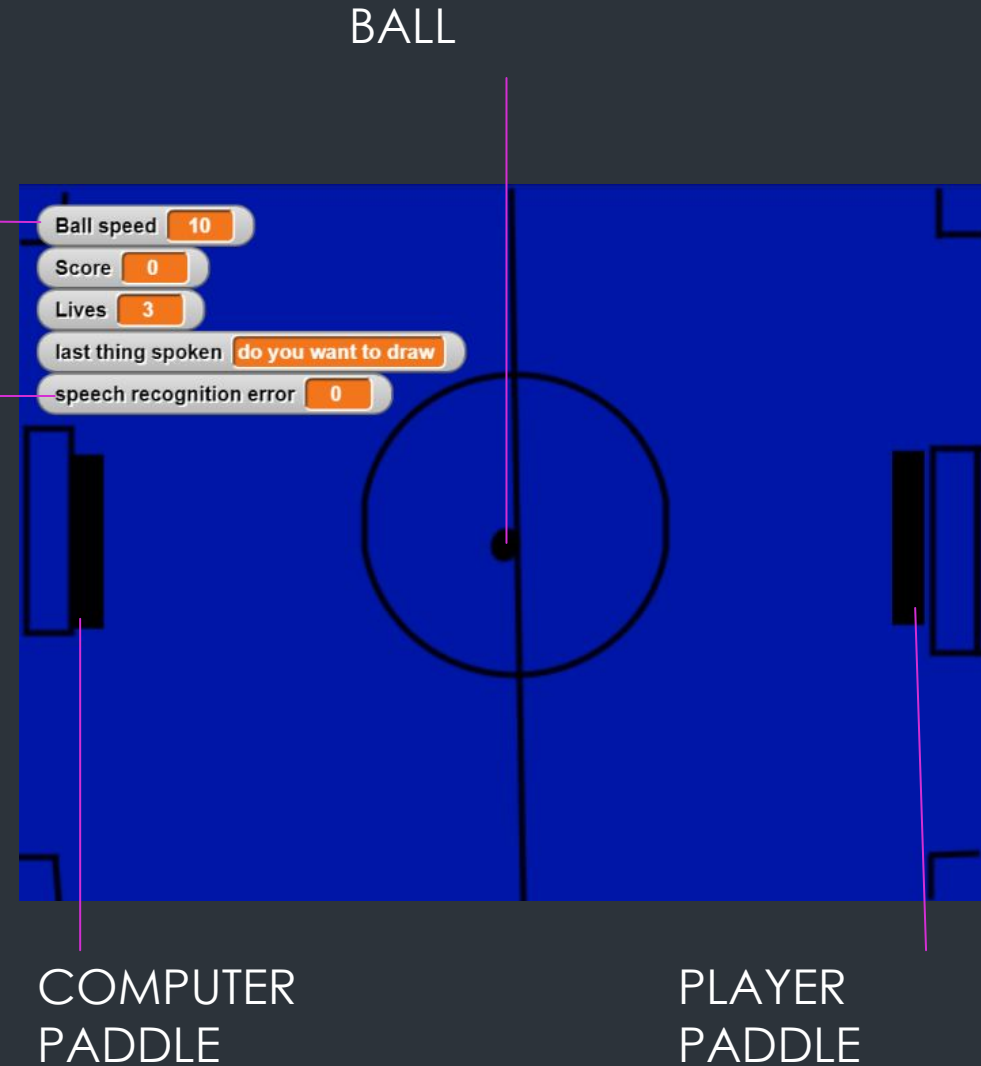 BALL
Ball speed 10
Score 0
Lives 3
last thing spoken do you want to draw
speech recognition error 0
COMPUTER
PADDLE
PLAYER
PADDLE